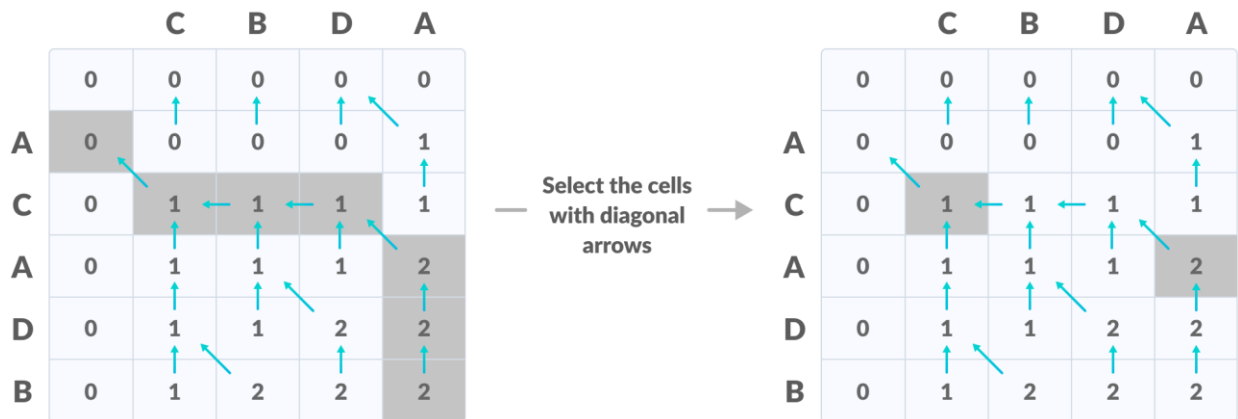 C B D A
0 0 0 0 0
A 0 0 0 0 1
C 0 1 1 1 1
A 0 1 1 1 2
D 0 1 1 2 2
B 0 1 2 2 2
Select the cells
with diagonal
arrows
C B D A
0 0 0 0 0
A 0 0 0 0 1
C 0 1 1 1 1
A 0 1 1 1 2
D 0 1 1 2 2
B 0 1 2 2 2